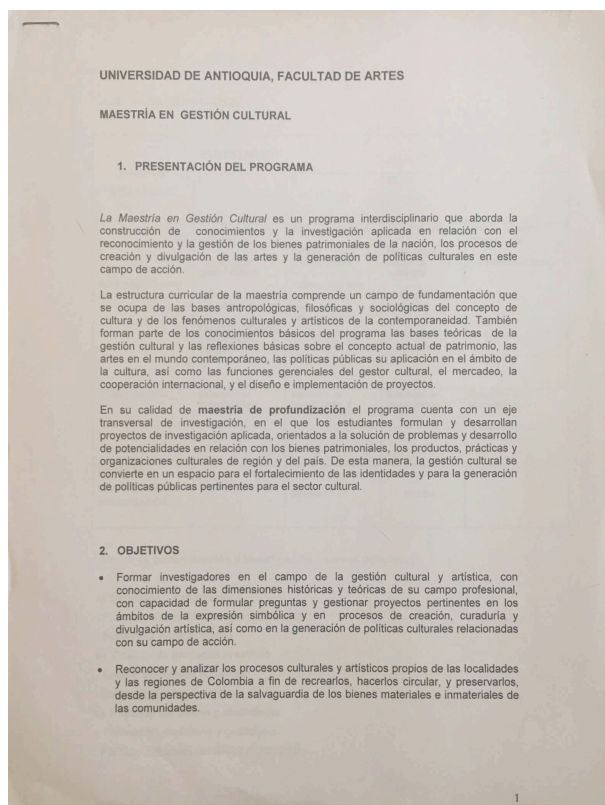 UNIVERSIDAD DE ANTIOQUIA, FACULTAD DE ARTES
MAESTRÍA EN GESTIÓN CULTURAL
1. PRESENTACIÓN DEL PROGRAMA
La Maestría en Gestión Cultural es un programa interdisciplinario que aborda la
construcción de conocimientos y la investigación aplicada en relación con el
reconocimiento y la gestión de los bienes patrimoniales de la nación, los procesos de
creación y divulgación de las artes y la generación de políticas culturales en este
campo de acción.
La estructura curricular de la maestría comprende un campo de fundamentación que
se ocupa de las bases antropológicas, filosóficas y sociológicas del concepto de
cultura y de los fenómenos culturales y artísticos de la contemporaneidad. También
forman parte de los conocimientos básicos del programa las bases teóricas de la
gestión cultural y las reflexiones básicas sobre el concepto actual de patrimonio, las
artes en el mundo contemporáneo, las políticas públicas su aplicación en el ámbito de
la cultura, así como las funciones gerenciales del gestor cultural, el mercadeo, la
cooperación internacional, y el diseño e implementación de proyectos.
En su calidad de maestría de profundización el programa cuenta con un eje
transversal de investigación, en el que los estudiantes formulan y desarrollan
proyectos de investigación aplicada, orientados a la solución de problemas y desarrollo
de potencialidades en relación con los bienes patrimoniales, los productos, prácticas y
organizaciones culturales de región y del país. De esta manera, la gestión cultural se
convierte en un espacio para el fortalecimiento de las identidades y para la generación
de políticas públicas pertinentes para el sector cultural.
2. OBJETIVOS
• Formar investigadores en el campo de la gestión cultural y artística, con
conocimiento de las dimensiones históricas y teóricas de su campo profesional,
con capacidad de formular preguntas y gestionar proyectos pertinentes en los
ámbitos de la expresión simbólica y en procesos de creación, curaduría y
divulgación artística, así como en la generación de políticas culturales relacionadas
con su campo de acción.
• Reconocer y analizar los procesos culturales y artísticos propios de las localidades
y las regiones de Colombia a fin de recrearlos, hacerlos circular, y preservarlos,
desde la perspectiva de la salvaguardia de los bienes materiales e inmateriales de
las comunidades.
1